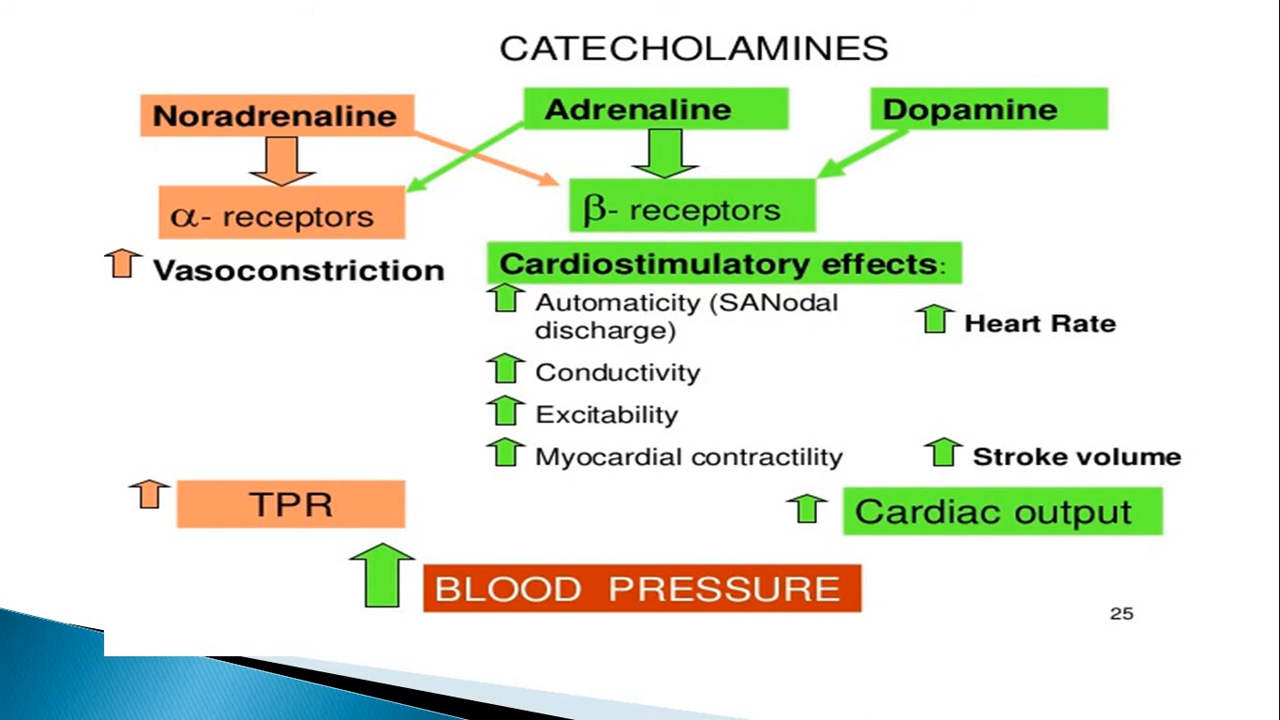 CATECHOLAMINES
Noradrenaline
Adrenaline
Dopamine
α- receptors
β- receptors
Vasoconstriction
Cardiostimulatory effects:
Automaticity (SANodal
discharge)
Heart Rate
Conductivity
Excitability
Myocardial contractility
Stroke volume
TPR
Cardiac output
BLOOD PRESSURE
25